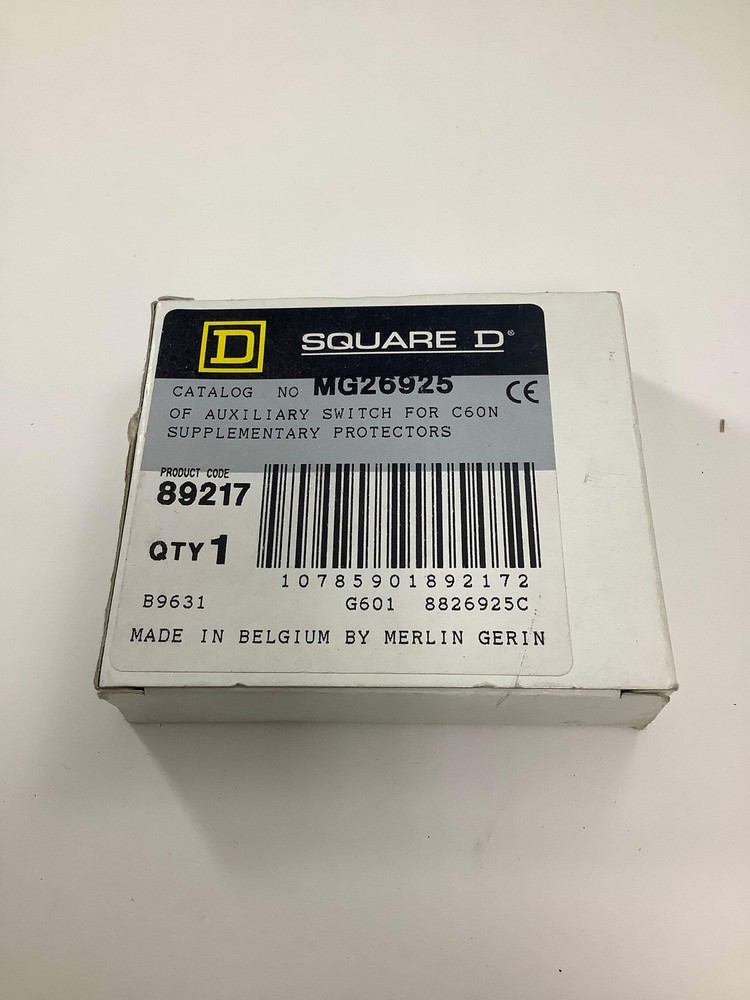 D SQUARE D®
CATALOG NO MG26925 CE
OF AUXILIARY SWITCH FOR C60N
SUPPLEMENTARY PROTECTORS
PRODUCT CODE
89217
QTY 1
10785901892172
B9631 G601 8826925C
MADE IN BELGIUM BY MERLIN GERIN